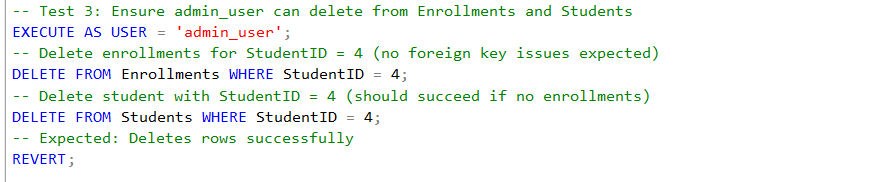 -- Test 3: Ensure admin_user can delete from Enrollments and Students
EXECUTE AS USER = 'admin_user';
-- Delete enrollments for StudentID = 4 (no foreign key issues expected)
DELETE FROM Enrollments WHERE StudentID = 4;
-- Delete student with StudentID = 4 (should succeed if no enrollments)
DELETE FROM Students WHERE StudentID = 4;
-- Expected: Deletes rows successfully
REVERT;